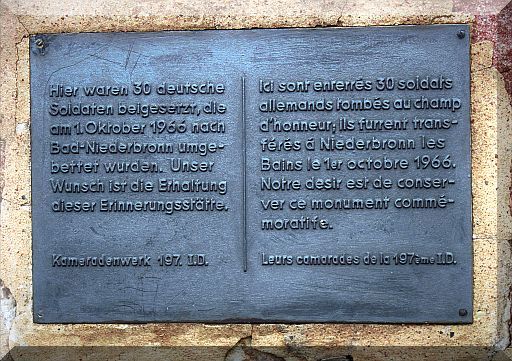 Hier waren 30 deutsche
Soldaten beigesetzt, die
am 1. Oktober 1966 nach
Bad-Niederbronn umge-
bettet wurden. Unser
Wunsch ist die Erhaltung
dieser Erinnerungsstätte.
Kameradenwerk 197. I.D.
Ici sont enterrés 30 soldats
allemands tombés au champ
d'honneur; ils furrent trans-
férés à Niederbronn les
Bains le 1er octobre 1966.
Notre desir est de conser-
ver ce monument commé-
moratife.
Leurs camarades de la 197ème I.D.